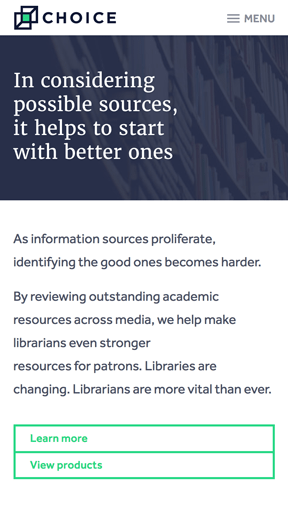 CHOICE
MENU
In considering
possible sources,
it helps to start
with better ones
As information sources proliferate,
identifying the good ones becomes harder.
By reviewing outstanding academic
resources across media, we help make
librarians even stronger
resources for patrons. Libraries are
changing. Librarians are more vital than ever.
Learn more
View products